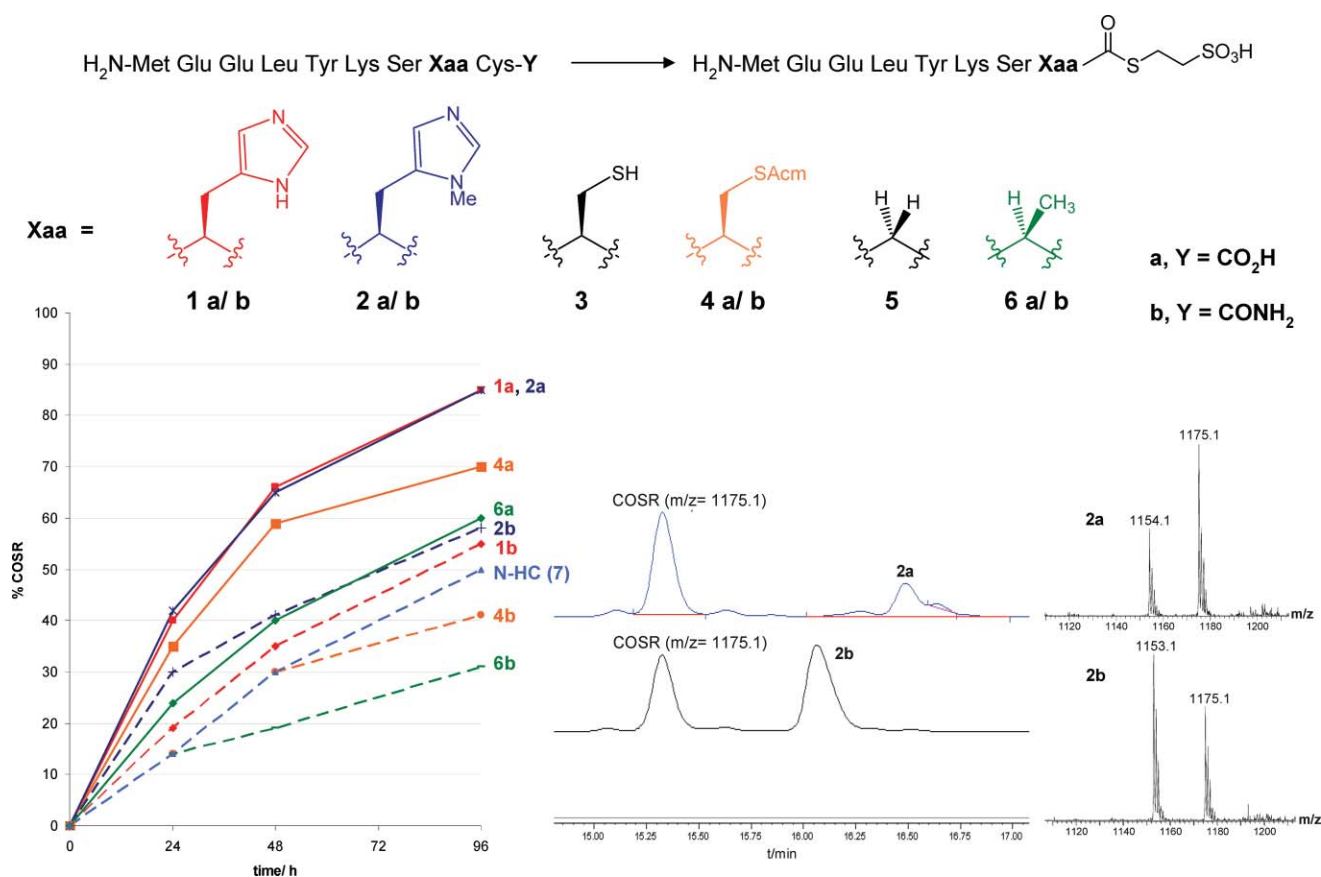 H₂N-Met Glu Glu Leu Tyr Lys Ser Xaa Cys-Y
H₂N-Met Glu Glu Leu Tyr Lys Ser Xaa
O
S
SO₃H
Xaa =
N
N
H
N
N
Me
SH
SAcm
H
H
H
CH₃
1 a/ b
2 a/ b
3
4 a/ b
5
6 a/ b
a, Y = CO₂H
b, Y = CONH₂
100
90
80
70
60
50
40
30
20
10
0
% COSR
0
24
48
72
96
time/ h
1a, 2a
4a
6a
2b
1b
N-HC (7)
4b
6b
COSR (m/z= 1175.1)
2a
COSR (m/z= 1175.1)
2b
15.00
15.25
15.50
15.75
16.00
16.25
16.50
16.75
17.00
t/min
2a
1154.1
1175.1
1120
1140
1160
1180
1200
m/z
2b
1153.1
1175.1
1120
1140
1160
1180
1200
m/z